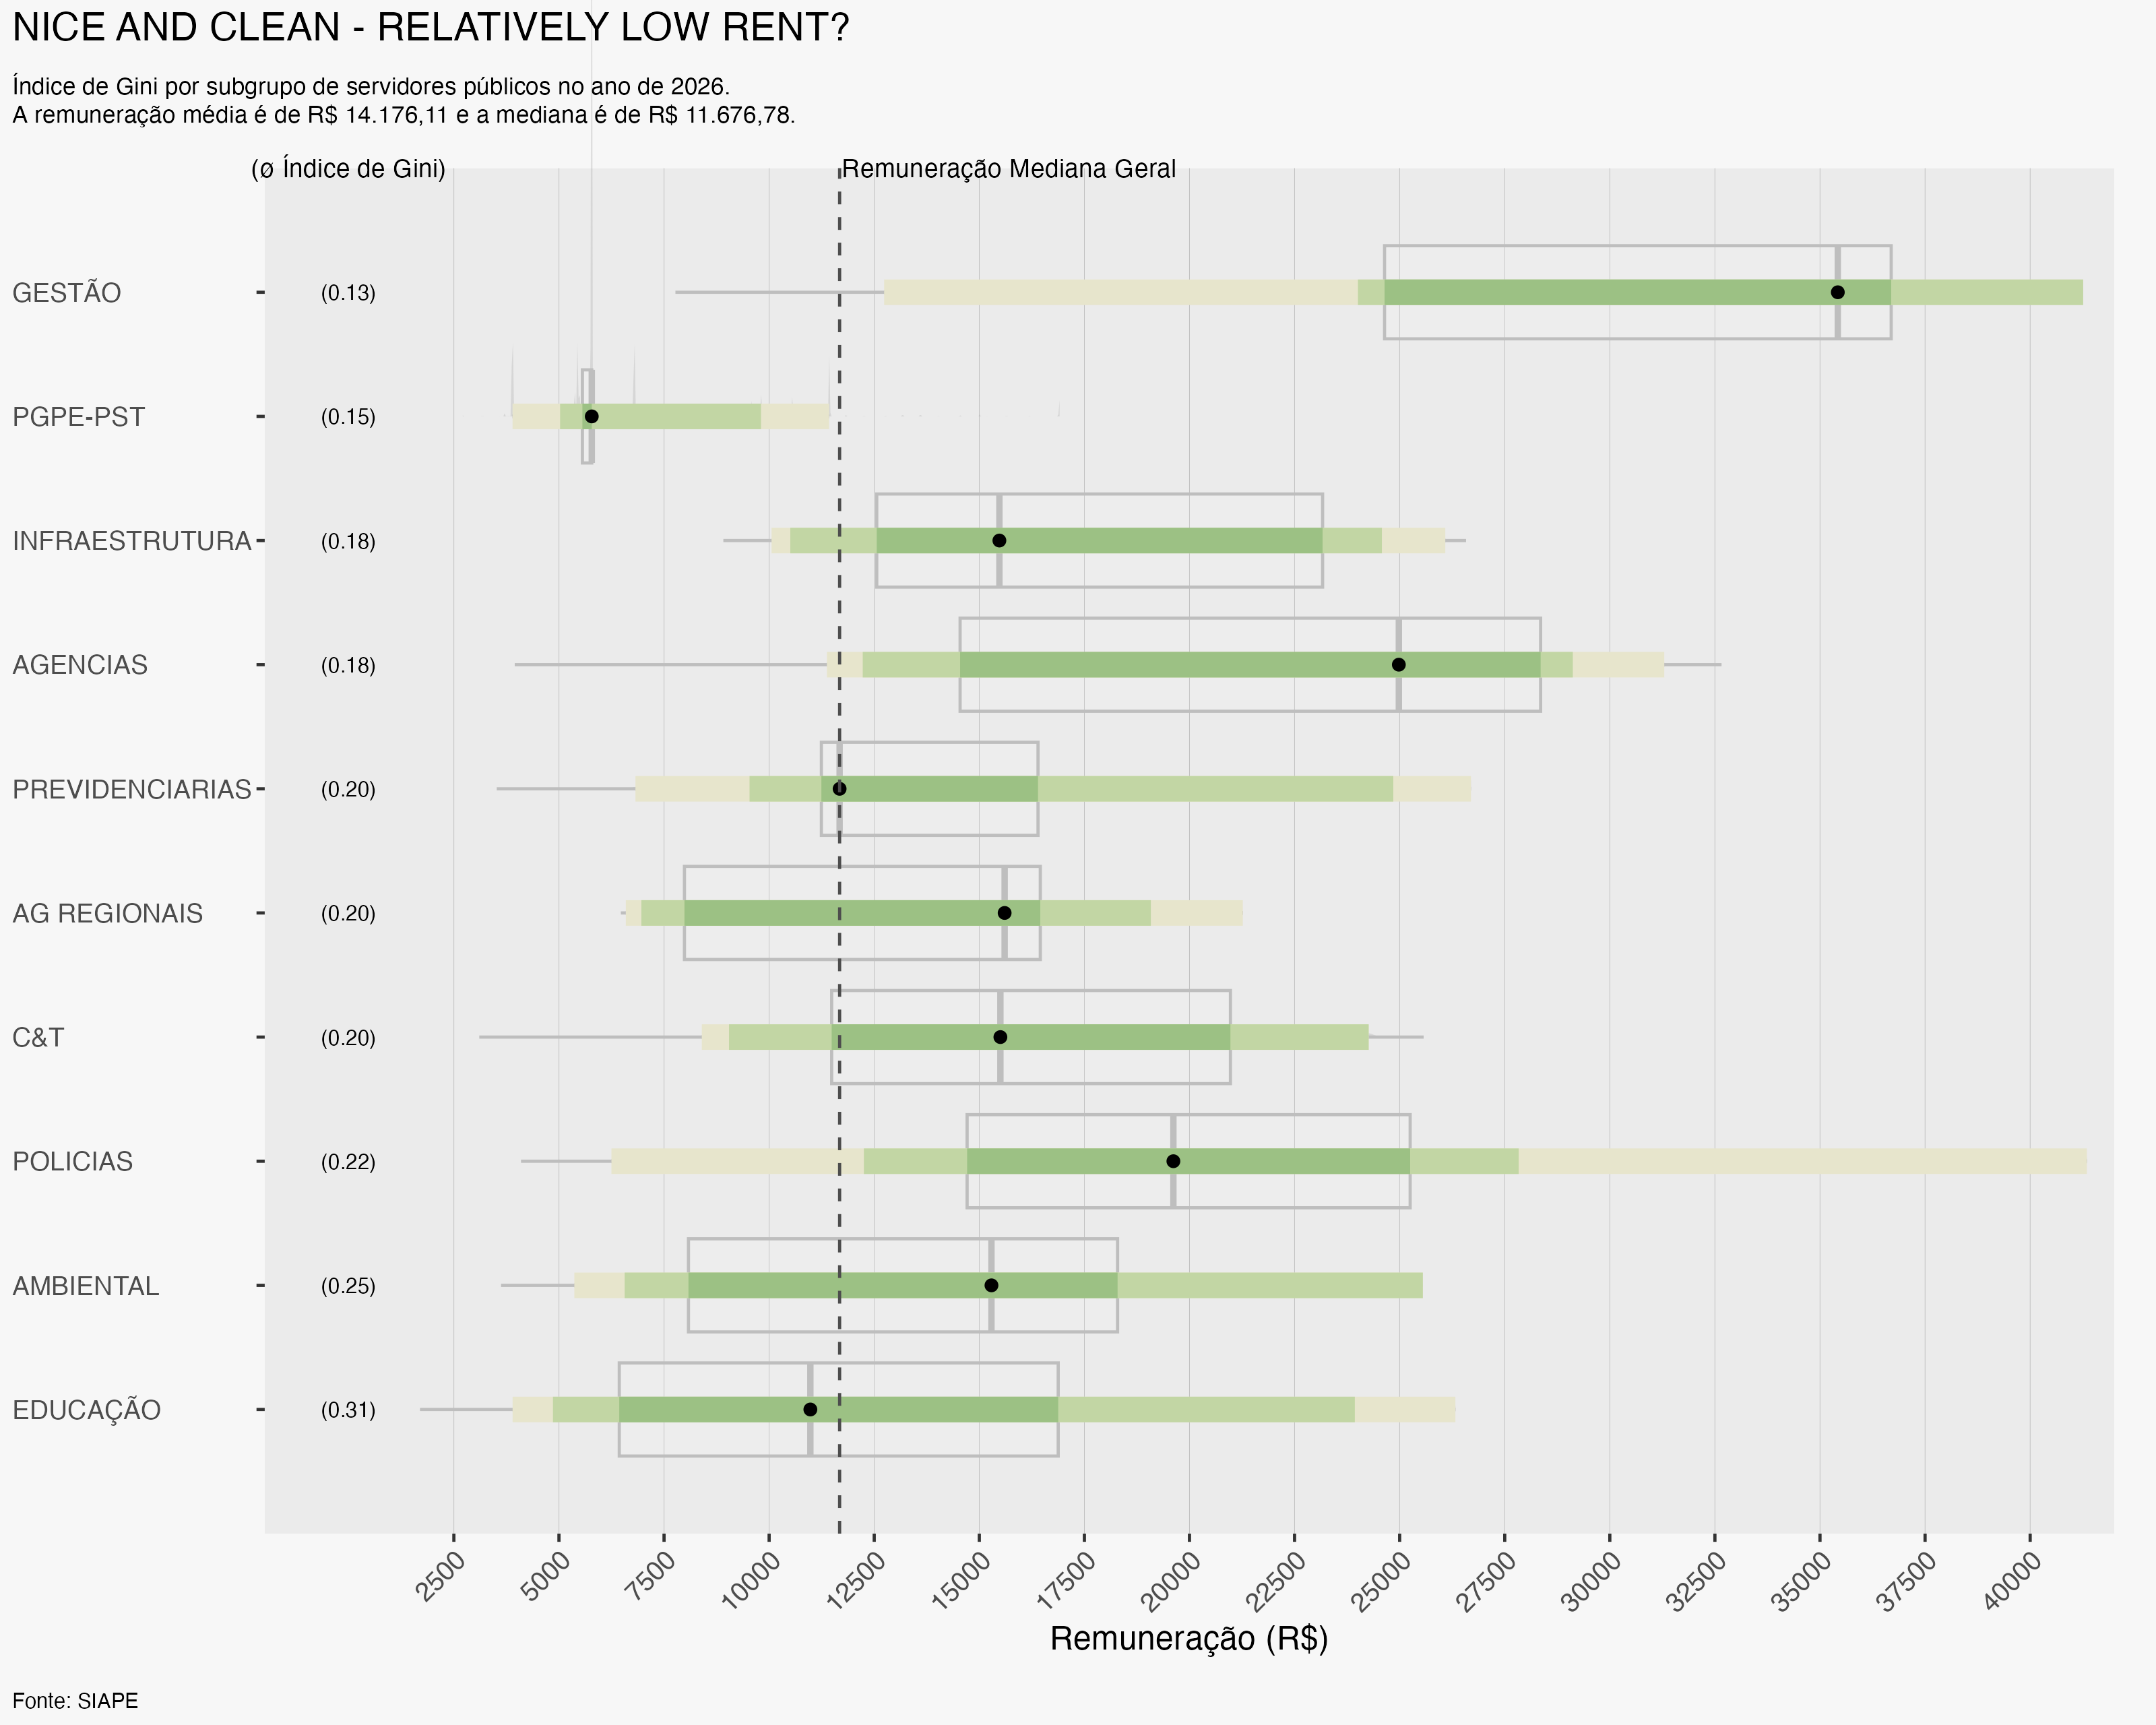 NICE AND CLEAN - RELATIVELY LOW RENT?
Índice de Gini por subgrupo de servidores públicos no ano de 2026.
A remuneração média é de R$ 14.176,11 e a mediana é de R$ 11.676,78.
(ø Índice de Gini) Remuneração Mediana Geral
GESTÃO (0.13)
PGPE-PST (0.15)
INFRAESTRUTURA (0.18)
AGENCIAS (0.18)
PREVIDENCIARIAS (0.20)
AG REGIONAIS (0.20)
C&T (0.20)
POLICIAS (0.22)
AMBIENTAL (0.25)
EDUCAÇÃO (0.31)
2500 5000 7500 10000 12500 15000 17500 20000 22500 25000 27500 30000 32500 35000 37500 40000
Remuneração (R$)
Fonte: SIAPE